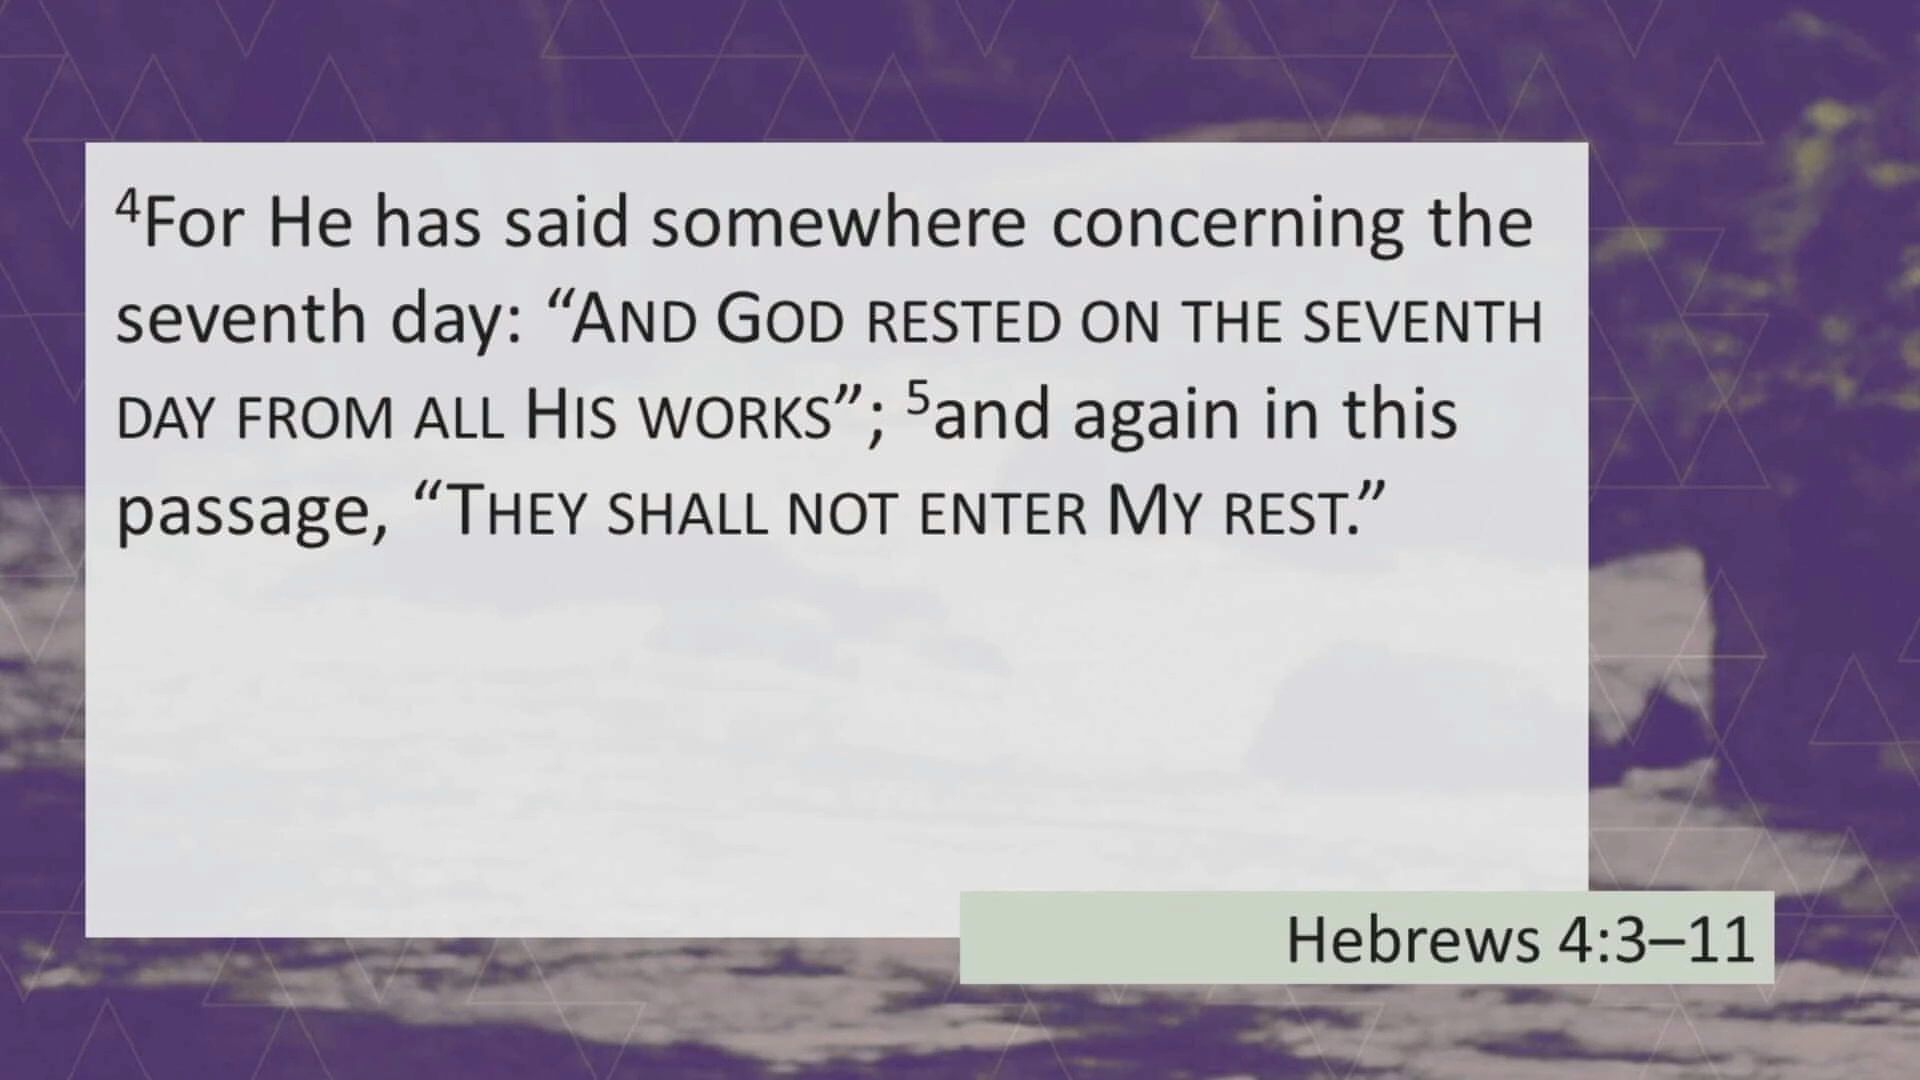 ⁴For He has said somewhere concerning the
seventh day: “AND GOD RESTED ON THE SEVENTH
DAY FROM ALL HIS WORKS”; ⁵and again in this
passage, “THEY SHALL NOT ENTER MY REST.”
Hebrews 4:3–11